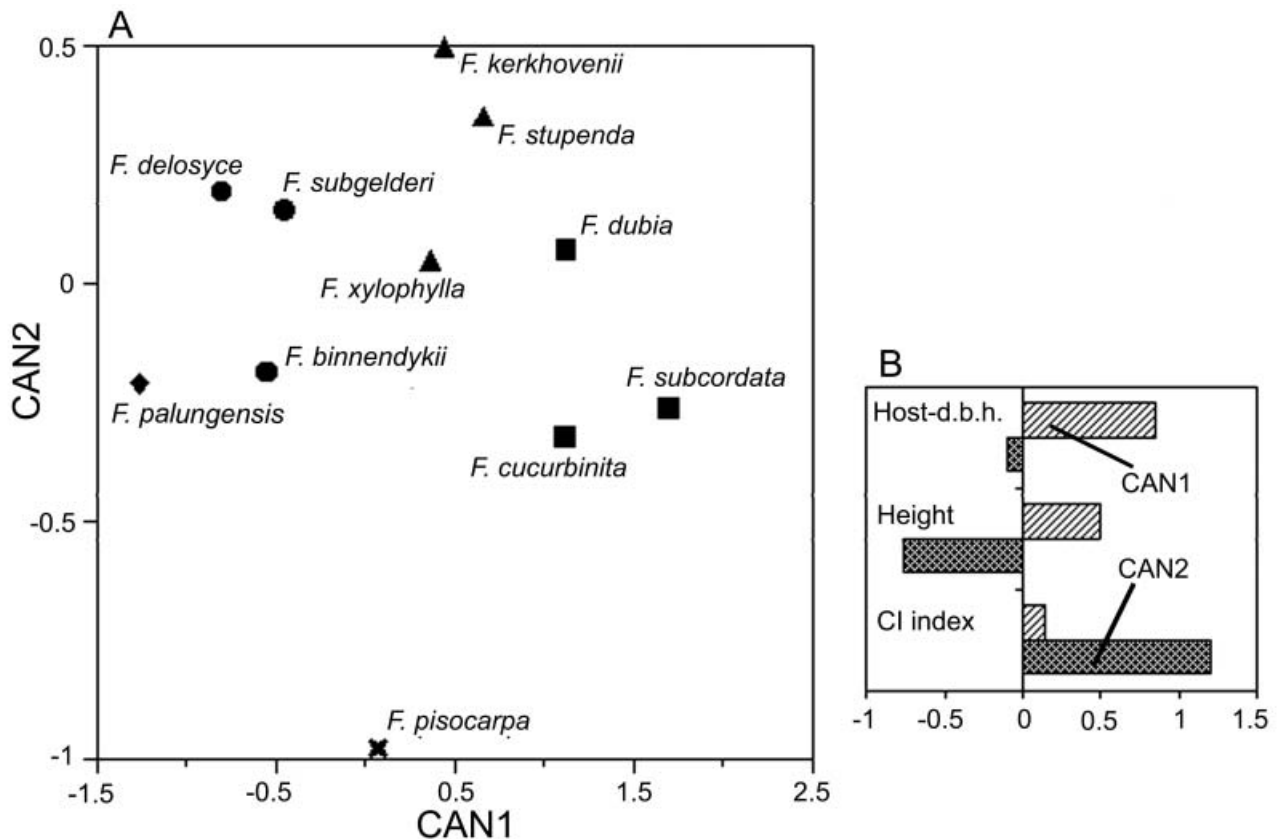 A
0.5
F. kerkhovenii
F. stupenda
F. delosyce
F. subgelderi
F. dubia
0
F. xylophylla
CAN2
F. binnendykii
F. palungensis
F. subcordata
F. cucurbinita
-0.5
F. pisocarpa
-1
-1.5 -0.5 0.5 1.5 2.5
CAN1
B
Host-d.b.h.
CAN1
Height
CAN2
CI index
-1 -0.5 0 0.5 1 1.5